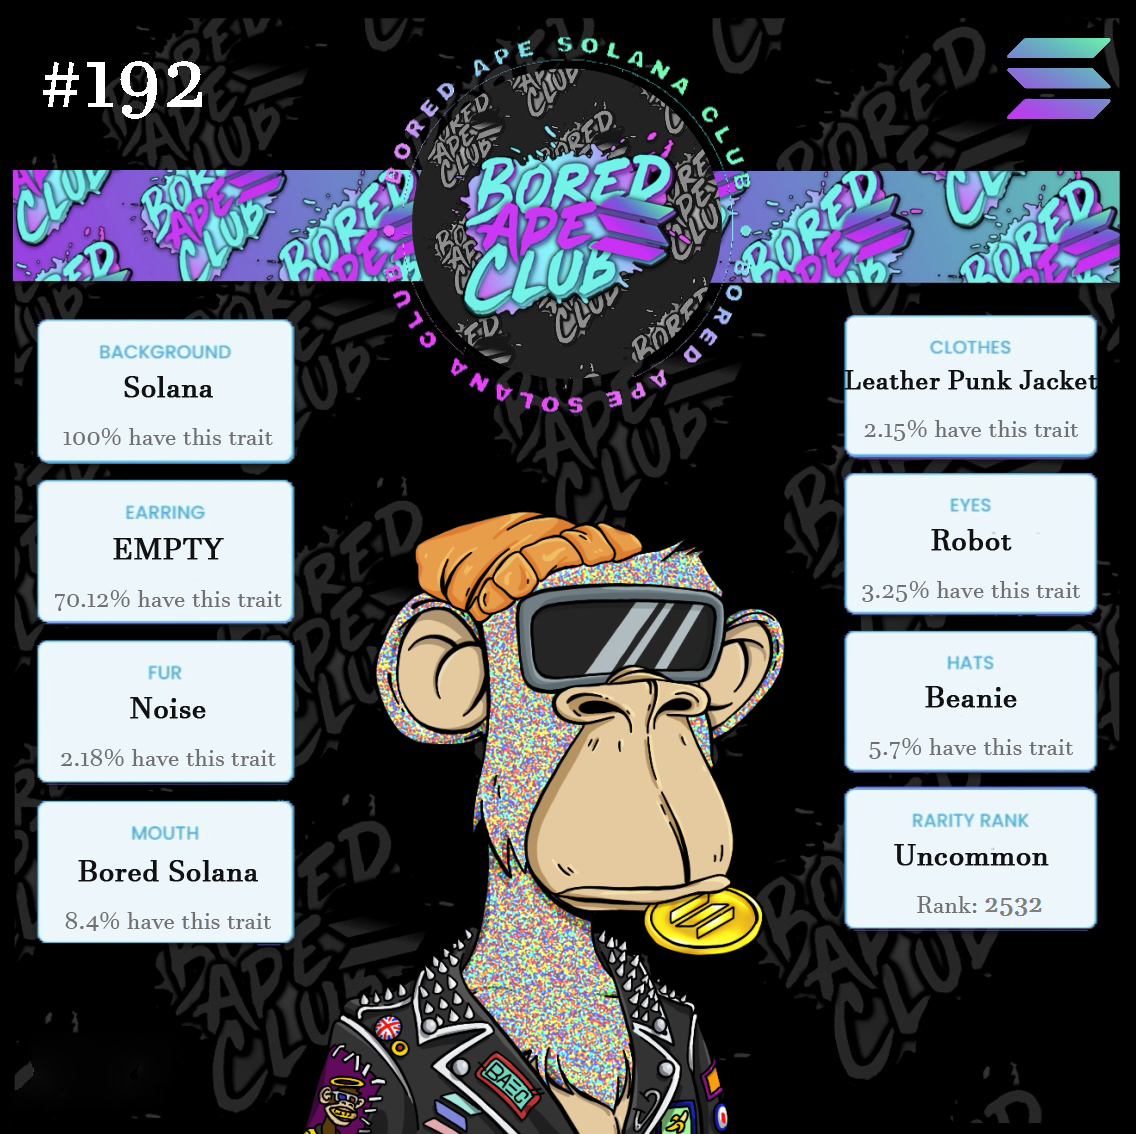 #192
BORED APE SOLANA CLUB
BORED APE SOLANA CLUB
BORED
APE
CLUB
BACKGROUND
Solana
100% have this trait
EARRING
EMPTY
70.12% have this trait
FUR
Noise
2.18% have this trait
MOUTH
Bored Solana
8.4% have this trait
CLOTHES
Leather Punk Jacket
2.15% have this trait
EYES
Robot
3.25% have this trait
HATS
Beanie
5.7% have this trait
RARITY RANK
Uncommon
Rank: 2532